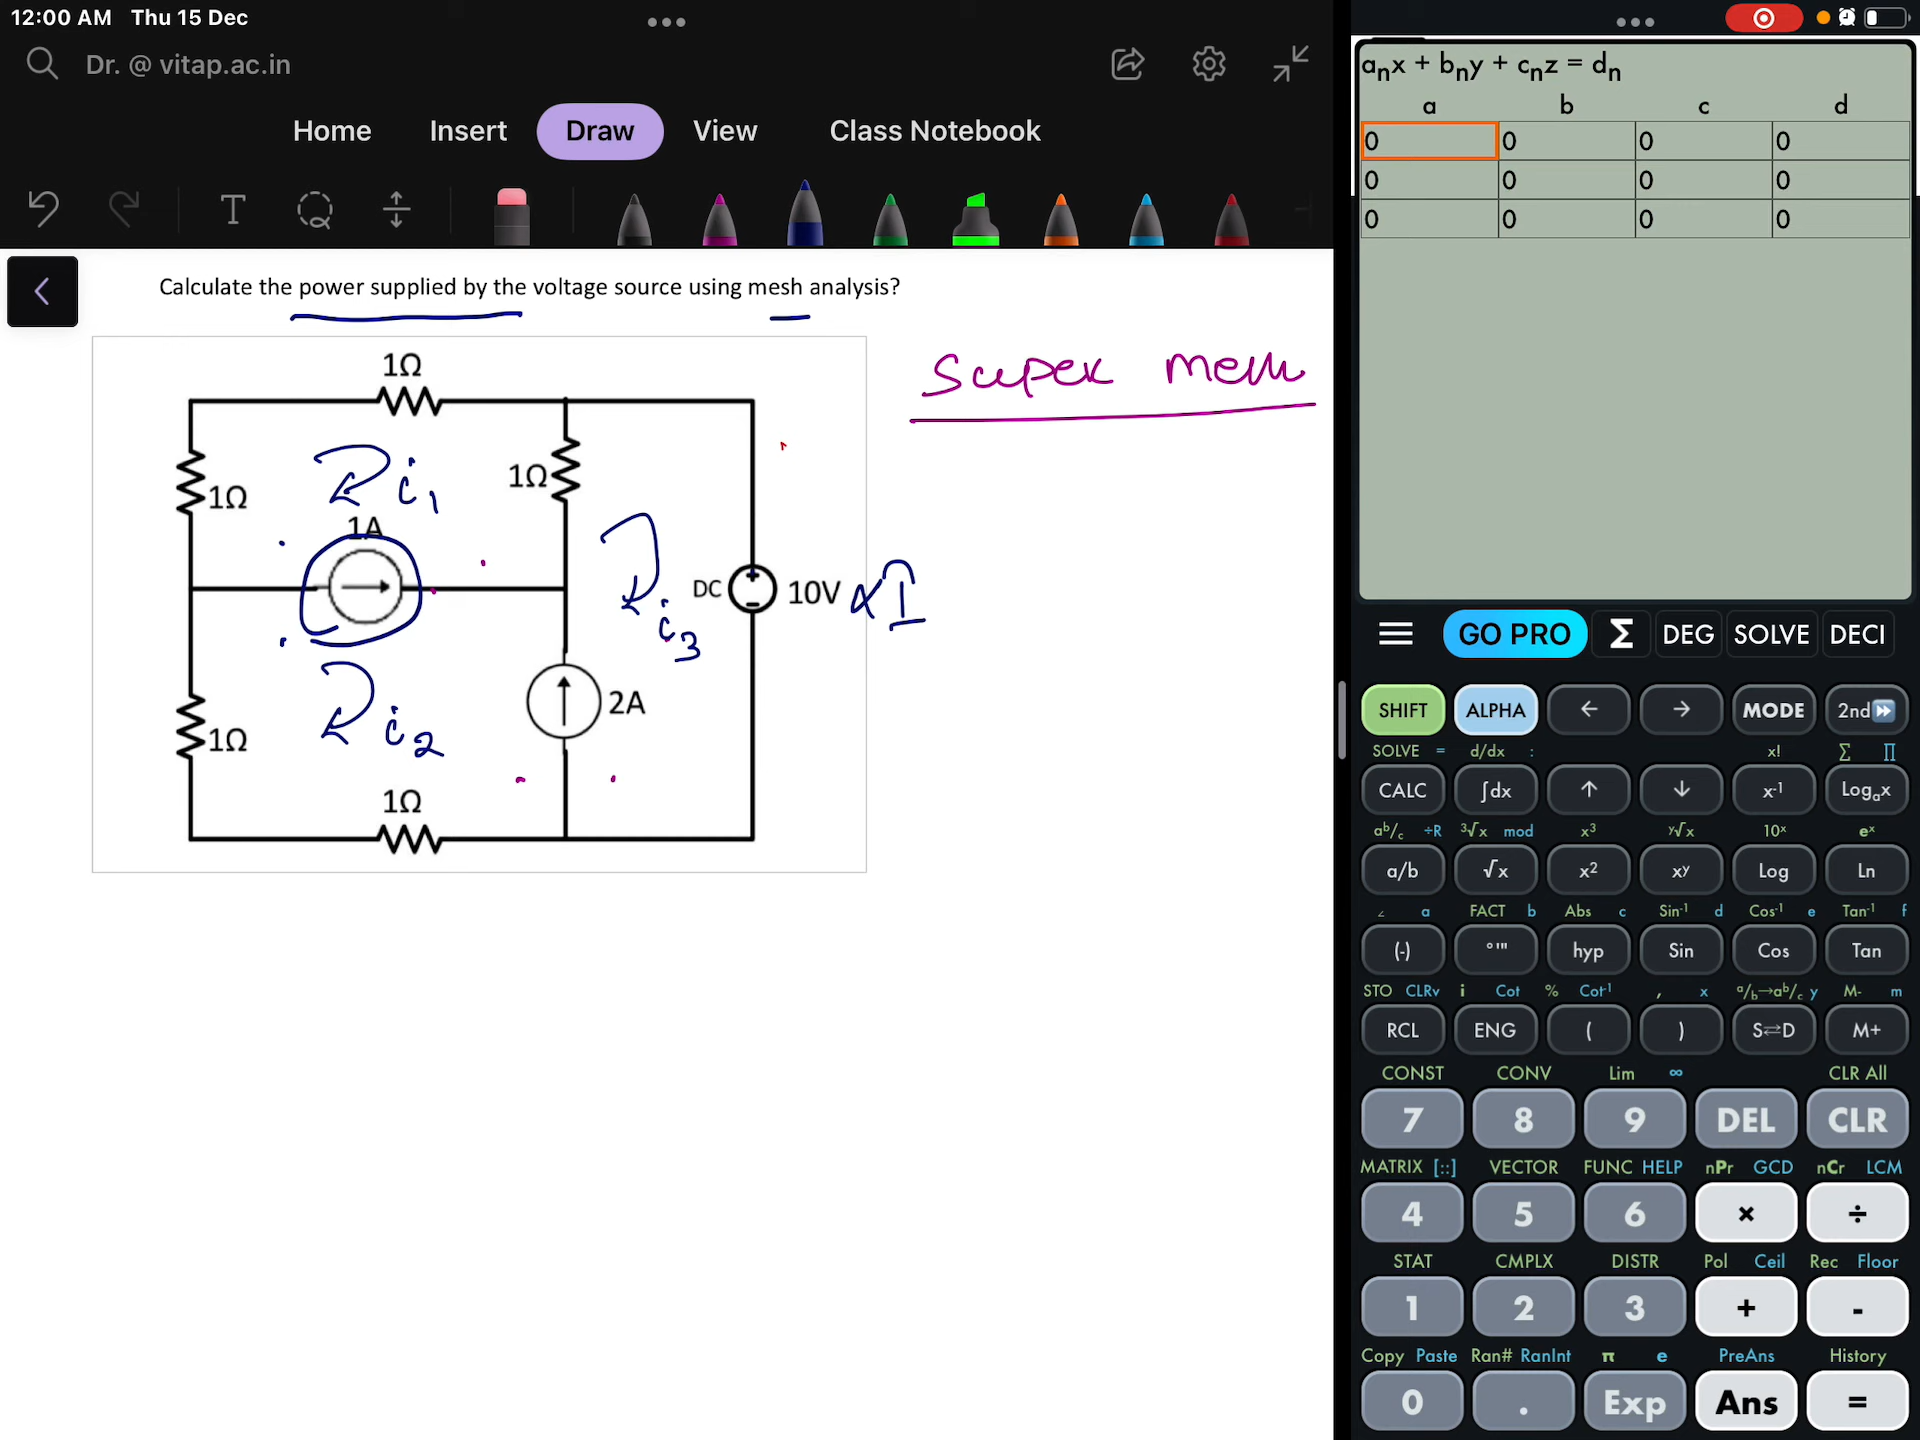 12:00 AM Thu 15 Dec
Dr. @ vitap.ac.in
Home Insert Draw View Class Notebook
T
Calculate the power supplied by the voltage source using mesh analysis?
super mesh
1Ω
1Ω
1Ω
i1
1A
i3
DC 10V × I
i2
2A
1Ω
1Ω
anx + bny + cnz = dn
a b c d
0 0 0 0
0 0 0 0
0 0 0 0
GO PRO Σ DEG SOLVE DECI
SHIFT ALPHA ← → MODE 2nd
SOLVE = d/dx : x! Σ ∏
CALC ∫dx ↑ ↓ x-1 Logax
ab/c ÷R 3√x mod x3 y√x 10x ex
a/b √x x2 xy Log Ln
∠ a FACT b Abs c Sin-1 d Cos-1 e Tan-1 f
(-) °'" hyp Sin Cos Tan
STO CLRv i Cot % Cot-1 , x a/b→ab/c y M- m
RCL ENG ( ) S⇄D M+
CONST CONV Lim ∞ CLR All
7 8 9 DEL CLR
MATRIX [::] VECTOR FUNC HELP nPr GCD nCr LCM
4 5 6 × ÷
STAT CMPLX DISTR Pol Ceil Rec Floor
1 2 3 + -
Copy Paste Ran# RanInt π e PreAns History
0 . Exp Ans =